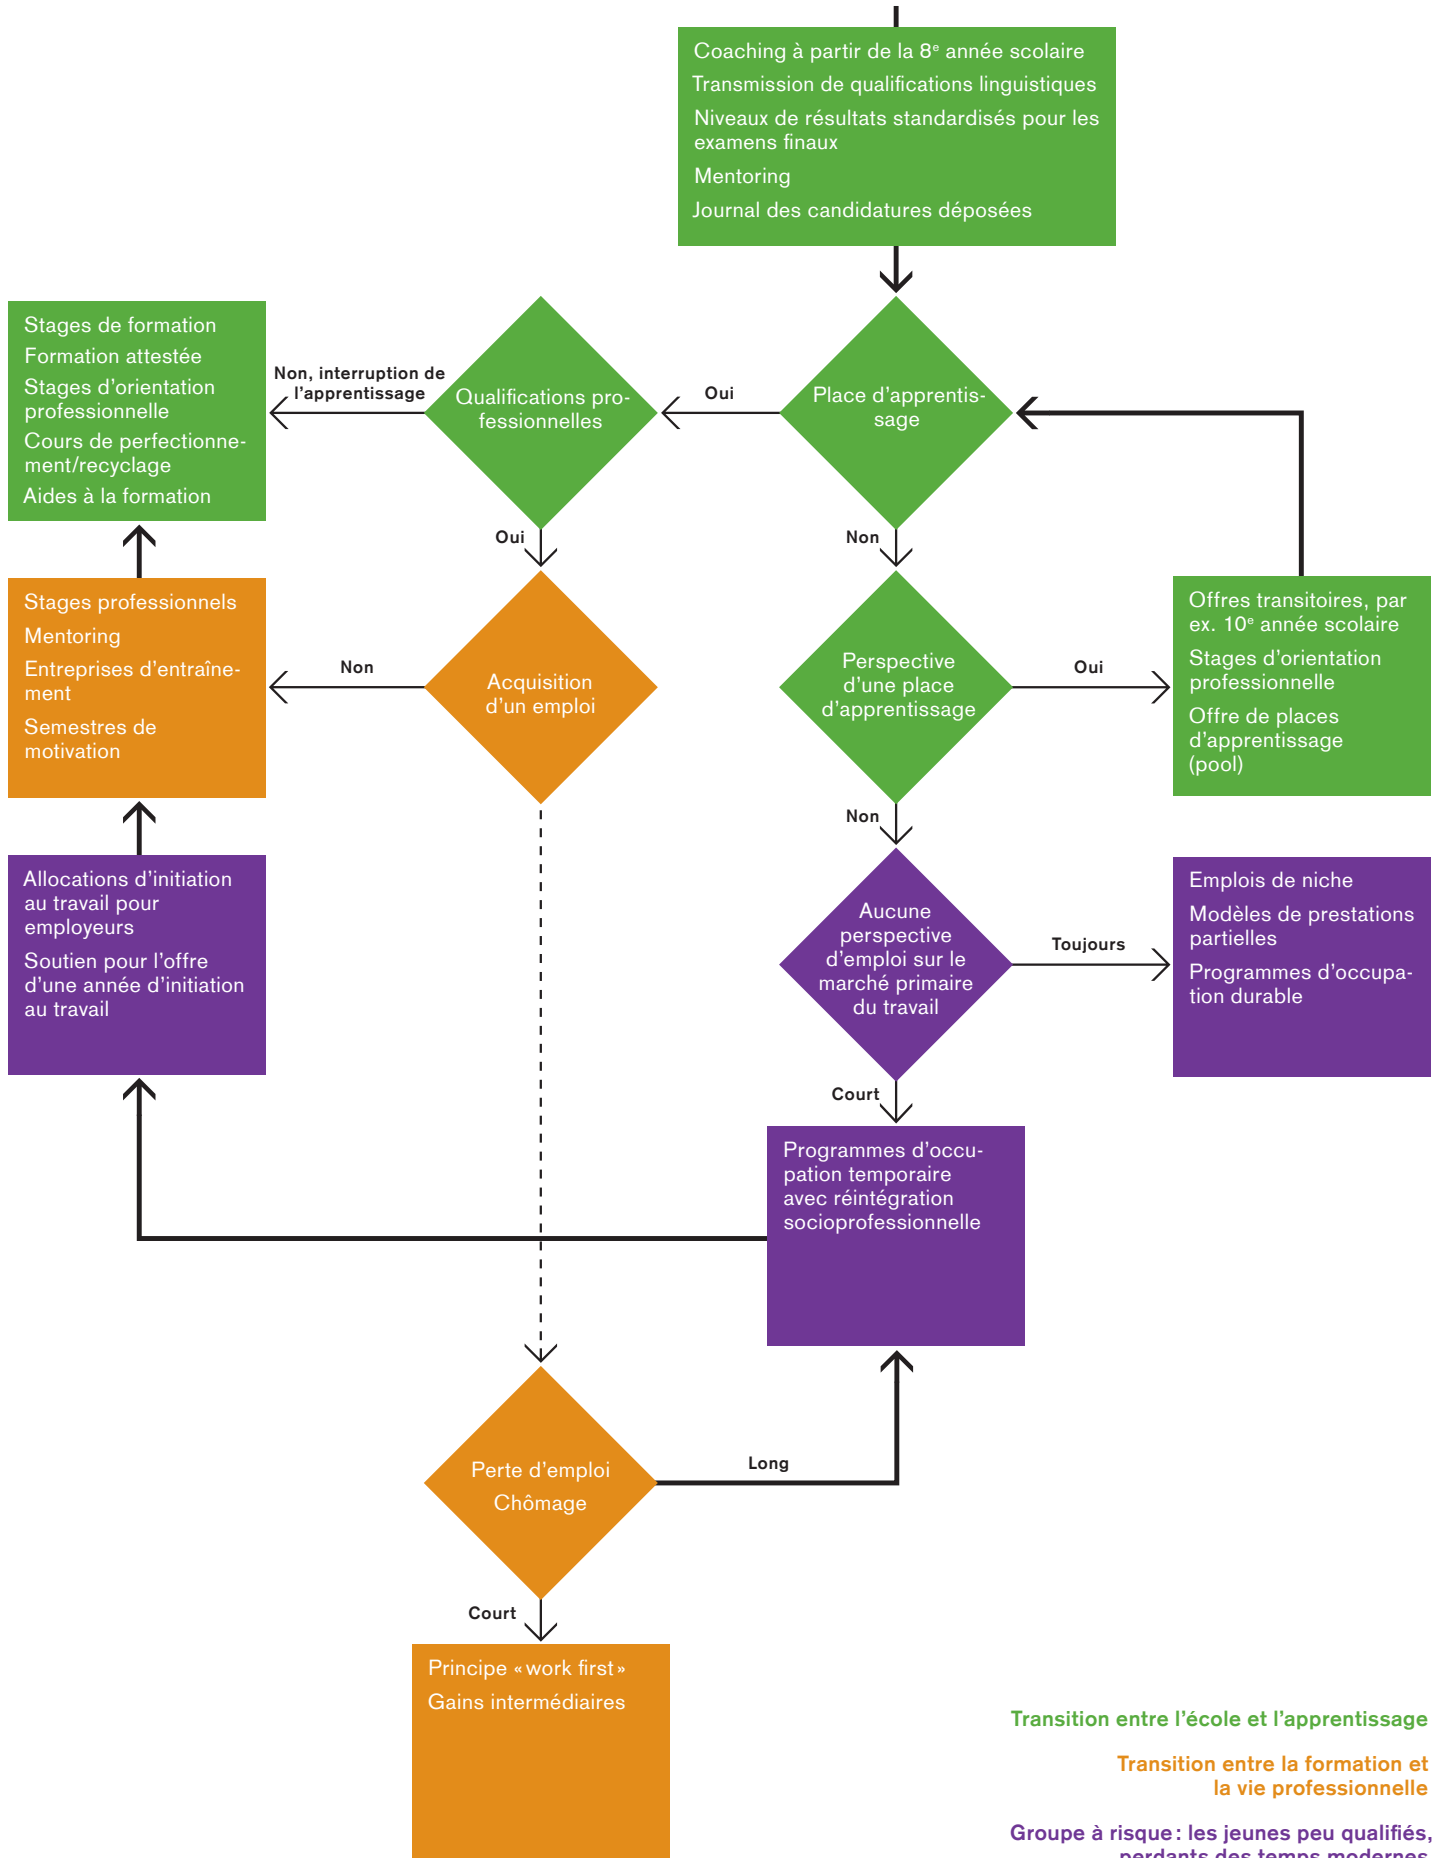 Coaching à partir de la 8e année scolaire
Transmission de qualifications linguistiques
Niveaux de résultats standardisés pour les
examens finaux
Mentoring
Journal des candidatures déposées
Stages de formation
Formation attestée
Stages d'orientation
professionnelle
Cours de perfectionne-
ment/recyclage
Aides à la formation
Non, interruption de
l'apprentissage
Qualifications pro-
fessionnelles
Oui
Place d'apprentis-
sage
Oui
Non
Stages professionnels
Mentoring
Entreprises d'entraîne-
ment
Semestres de
motivation
Non
Acquisition
d'un emploi
Perspective
d'une place
d'apprentissage
Oui
Offres transitoires, par
ex. 10e année scolaire
Stages d'orientation
professionnelle
Offre de places
d'apprentissage
(pool)
Non
Allocations d'initiation
au travail pour
employeurs
Soutien pour l'offre
d'une année d'initiation
au travail
Aucune
perspective
d'emploi sur le
marché primaire
du travail
Toujours
Emplois de niche
Modèles de prestations
partielles
Programmes d'occupa-
tion durable
Court
Programmes d'occu-
pation temporaire
avec réintégration
socioprofessionnelle
Perte d'emploi
Chômage
Long
Court
Principe «work first»
Gains intermédiaires
Transition entre l'école et l'apprentissage
Transition entre la formation et
la vie professionnelle
Groupe à risque: les jeunes peu qualifiés,
perdants des temps modernes